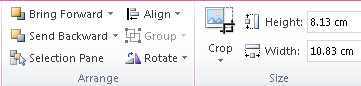 Bring Forward
Align
Height: 8.13 cm
Send Backward
Group
Crop
Width: 10.83 cm
Selection Pane
Rotate
Arrange
Size